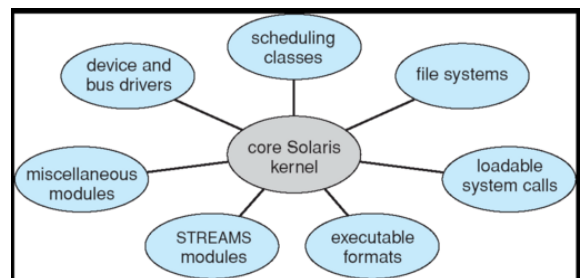 scheduling
classes
device and
bus drivers
file systems
core Solaris
kernel
miscellaneous
modules
loadable
system calls
STREAMS
modules
executable
formats